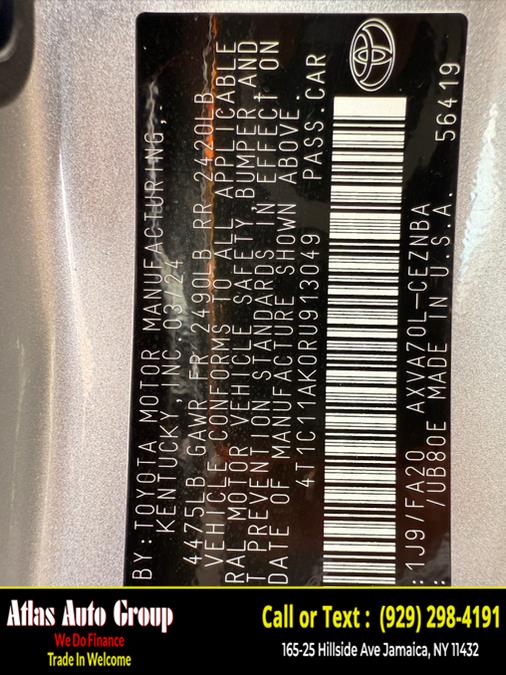 BY: TOYOTA MOTOR MANUFACTURING,.
KENTUCKY, INC. 03/24
4475LB GAWR FR 2490LB RR 2420LB
VEHICLE CONFORMS TO ALL APPLICABLE
RAL MOTOR VEHICLE SAFETY, BUMPER AND
T PREVENTION STANDARDS IN EFFECT ON
DATE OF MANUFACTURE SHOWN ABOVE.
4T1C11AK0RU913049 PASS CAR
:1J9/FA20 AXVA70L-CEZNBA
:/UB80E MADE IN U.S.A. 56419
Atlas Auto Group
We Do Finance
Trade In Welcome
Call or Text : (929) 298-4191
165-25 Hillside Ave Jamaica, NY 11432